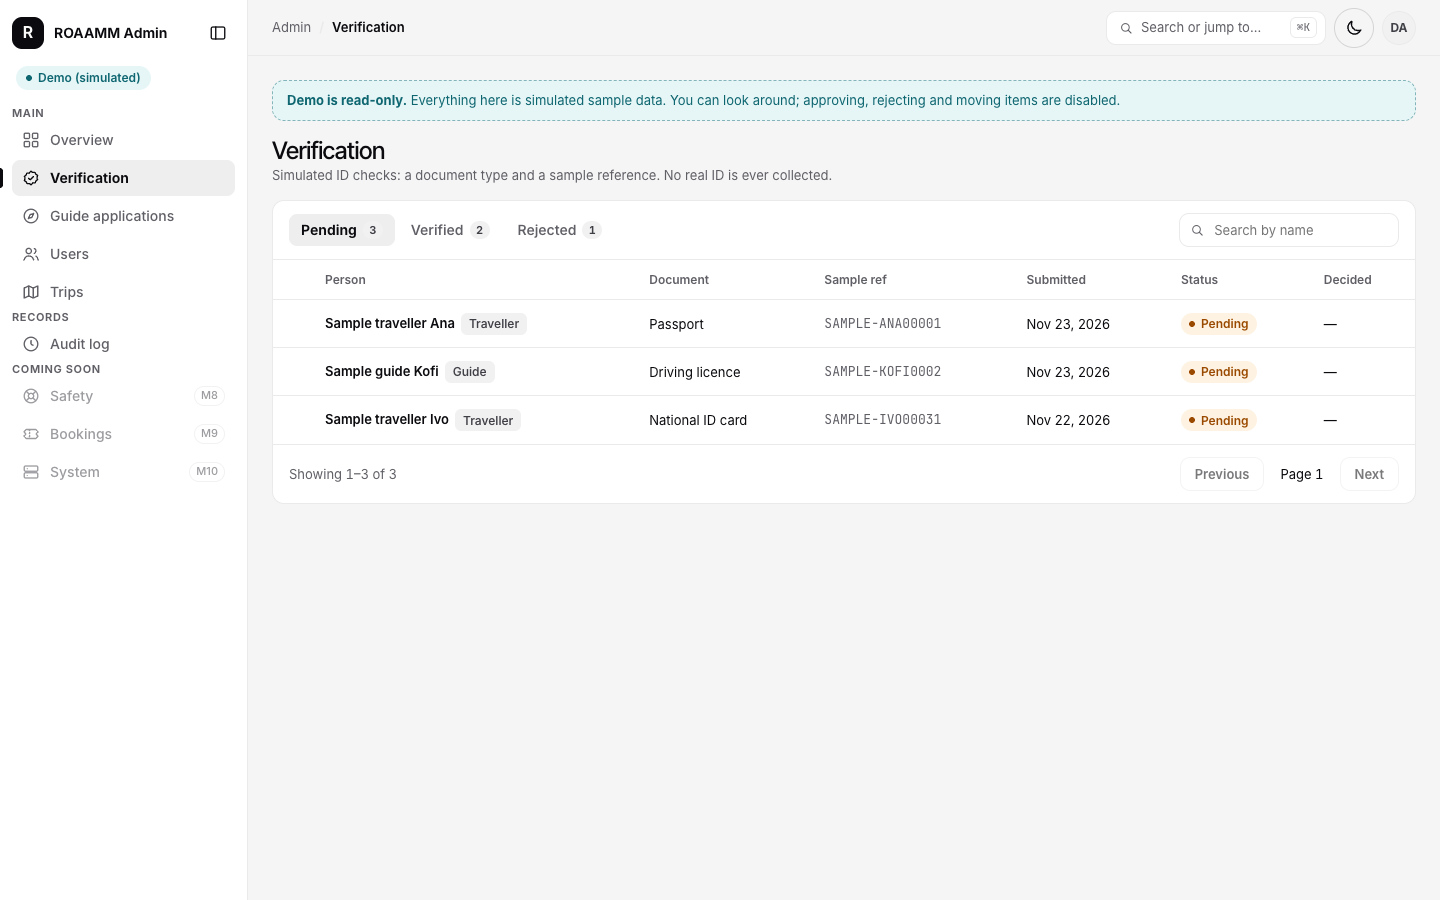 R ROAAMM Admin
Demo (simulated)
MAIN
Overview
Verification
Guide applications
Users
Trips
RECORDS
Audit log
COMING SOON
Safety M8
Bookings M9
System M10
Admin / Verification
Search or jump to... ⌘K
DA
Demo is read-only. Everything here is simulated sample data. You can look around; approving, rejecting and moving items are disabled.
Verification
Simulated ID checks: a document type and a sample reference. No real ID is ever collected.
Pending 3 Verified 2 Rejected 1
Search by name
Person Document Sample ref Submitted Status Decided
Sample traveller Ana Traveller Passport SAMPLE-ANA00001 Nov 23, 2026 Pending —
Sample guide Kofi Guide Driving licence SAMPLE-KOFI0002 Nov 23, 2026 Pending —
Sample traveller Ivo Traveller National ID card SAMPLE-IVO00031 Nov 22, 2026 Pending —
Showing 1–3 of 3
Previous Page 1 Next